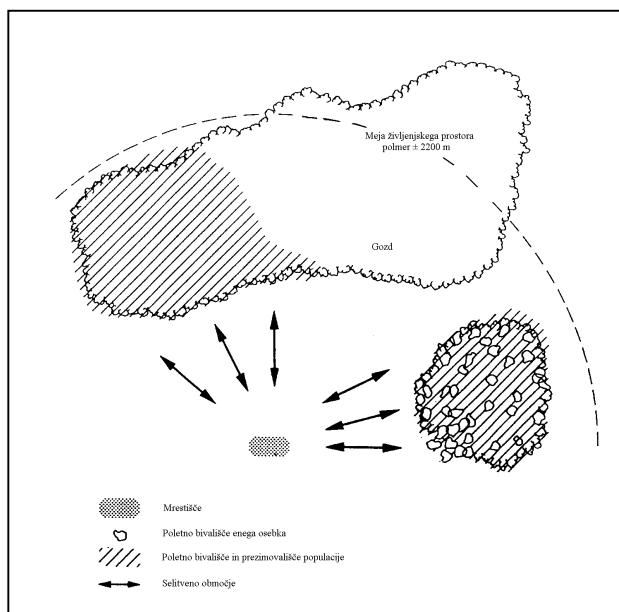 Meja življenjskega prostora
polmer ± 2200 m
Gozd
Mrestišče
Poletno bivališče enega osebka
Poletno bivališče in prezimovališče populacije
Selitveno območje